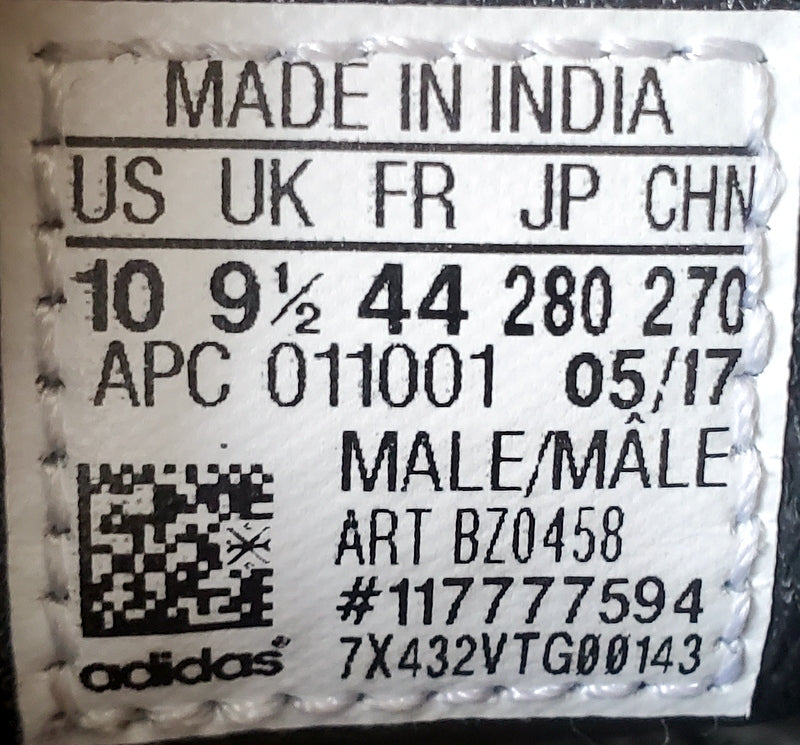 MADE IN INDIA
US UK FR JP CHN
10 9½ 44 280 270
APC 011001 05/17
MALE/MÂLE
ART BZ0458
#117777594
adidas® 7X432VTG00143